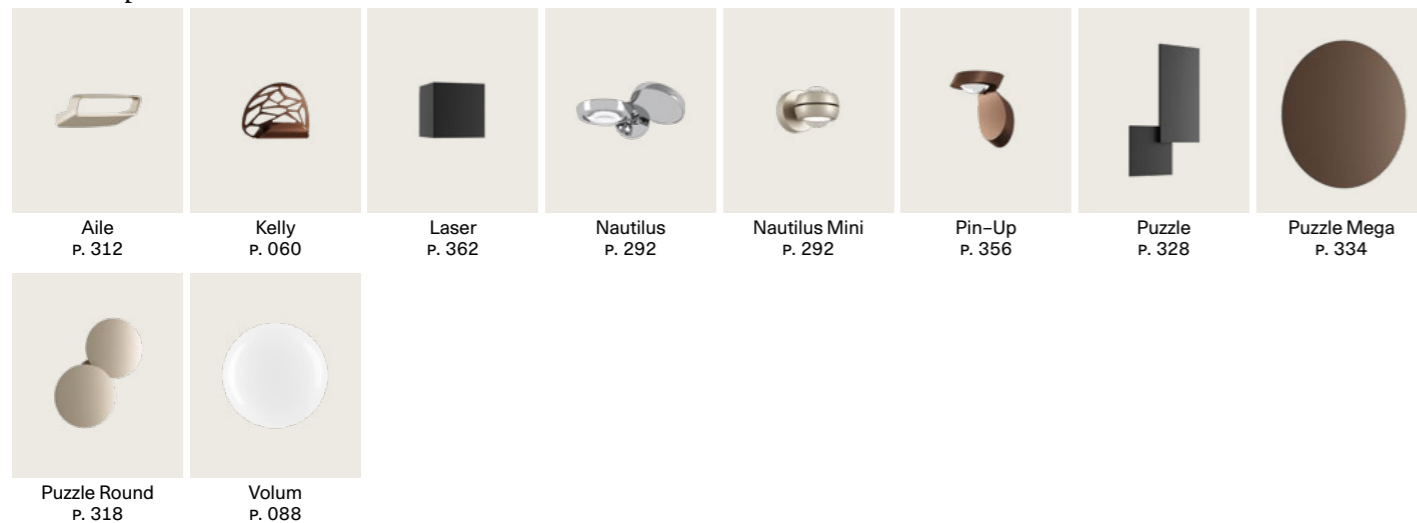 Aile
P. 312
Kelly
P. 060
Laser
P. 362
Nautilus
P. 292
Nautilus Mini
P. 292
Pin-Up
P. 356
Puzzle
P. 328
Puzzle Mega
P. 334
Puzzle Round
P. 318
Volum
P. 088